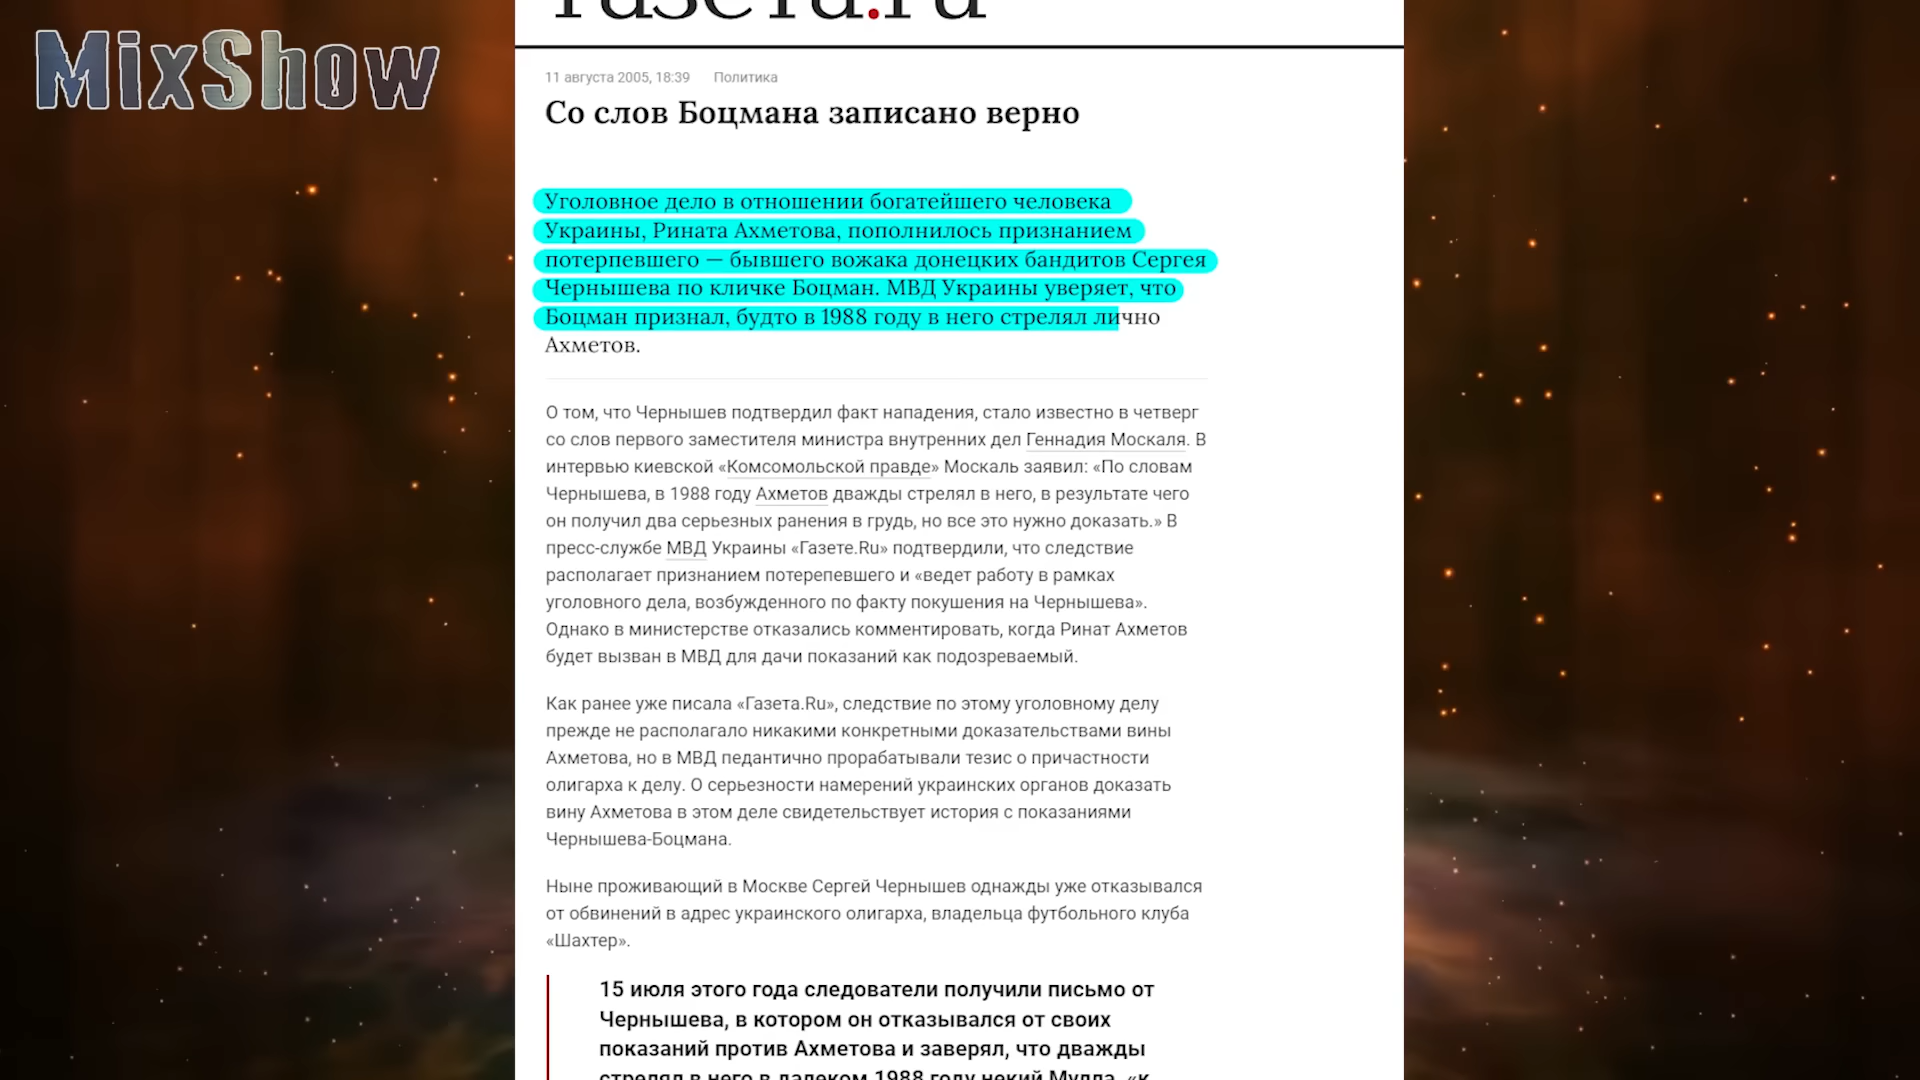 MixShow
газета.ru
11 августа 2005, 18:39 Политика
Со слов Боцмана записано верно
Уголовное дело в отношении богатейшего человека
Украины, Рината Ахметова, пополнилось признанием
потерпевшего — бывшего вожака донецких бандитов Сергея
Чернышева по кличке Боцман. МВД Украины уверяет, что
Боцман признал, будто в 1988 году в него стрелял лично
Ахметов.
О том, что Чернышев подтвердил факт нападения, стало известно в четверг
со слов первого заместителя министра внутренних дел Геннадия Москаля. В
интервью киевской «Комсомольской правде» Москаль заявил: «По словам
Чернышева, в 1988 году Ахметов дважды стрелял в него, в результате чего
он получил два серьезных ранения в грудь, но все это нужно доказать.» В
пресс-службе МВД Украины «Газете.Ru» подтвердили, что следствие
располагает признанием потерепевшего и «ведет работу в рамках
уголовного дела, возбужденного по факту покушения на Чернышева».
Однако в министерстве отказались комментировать, когда Ринат Ахметов
будет вызван в МВД для дачи показаний как подозреваемый.
Как ранее уже писала «Газета.Ru», следствие по этому уголовному делу
прежде не располагало никакими конкретными доказательствами вины
Ахметова, но в МВД педантично прорабатывали тезис о причастности
олигарха к делу. О серьезности намерений украинских органов доказать
вину Ахметова в этом деле свидетельствует история с показаниями
Чернышева-Боцмана.
Ныне проживающий в Москве Сергей Чернышев однажды уже отказывался
от обвинений в адрес украинского олигарха, владельца футбольного клуба
«Шахтер».
15 июля этого года следователи получили письмо от
Чернышева, в котором он отказывался от своих
показаний против Ахметова и заверял, что дважды
стрелял в него в далеком 1988 году некий Мулла, «к